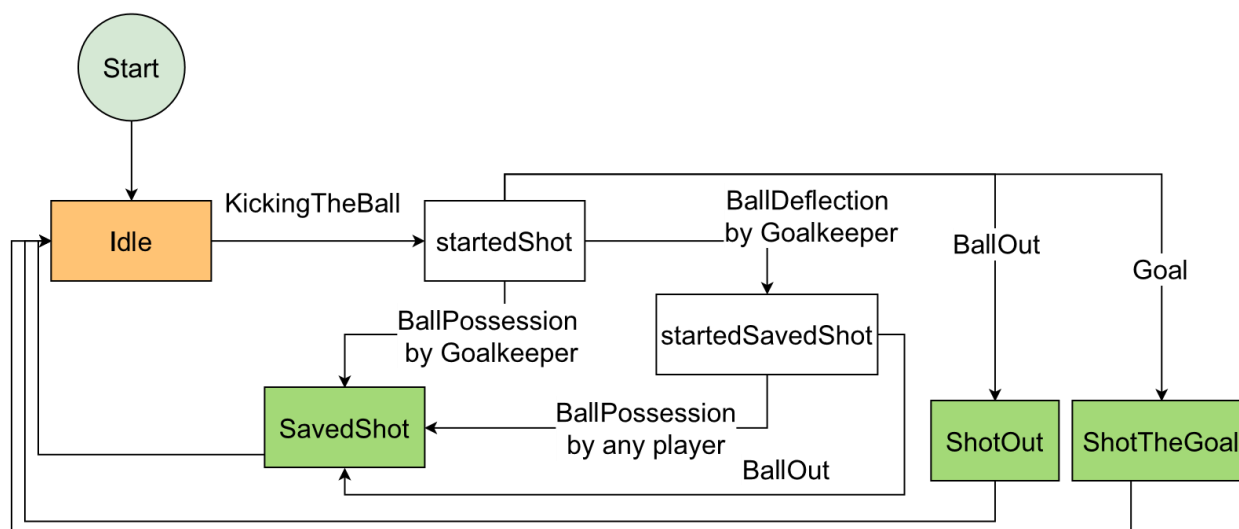 Start
KickingTheBall
Idle
startedShot
BallDeflection
by Goalkeeper
BallOut
Goal
BallPossession
by Goalkeeper
startedSavedShot
SavedShot
BallPossession
by any player
BallOut
ShotOut
ShotTheGoal